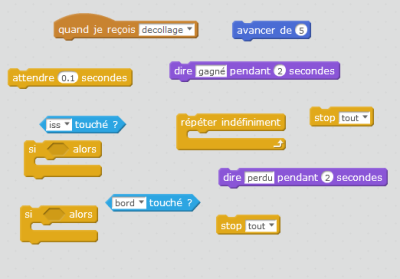 quand je reçois decollage
avancer de 5
dire gagné pendant 2 secondes
attendre 0.1 secondes
iss touché ?
répéter indéfiniment
stop tout
si alors
dire perdu pendant 2 secondes
bord touché ?
si alors
stop tout